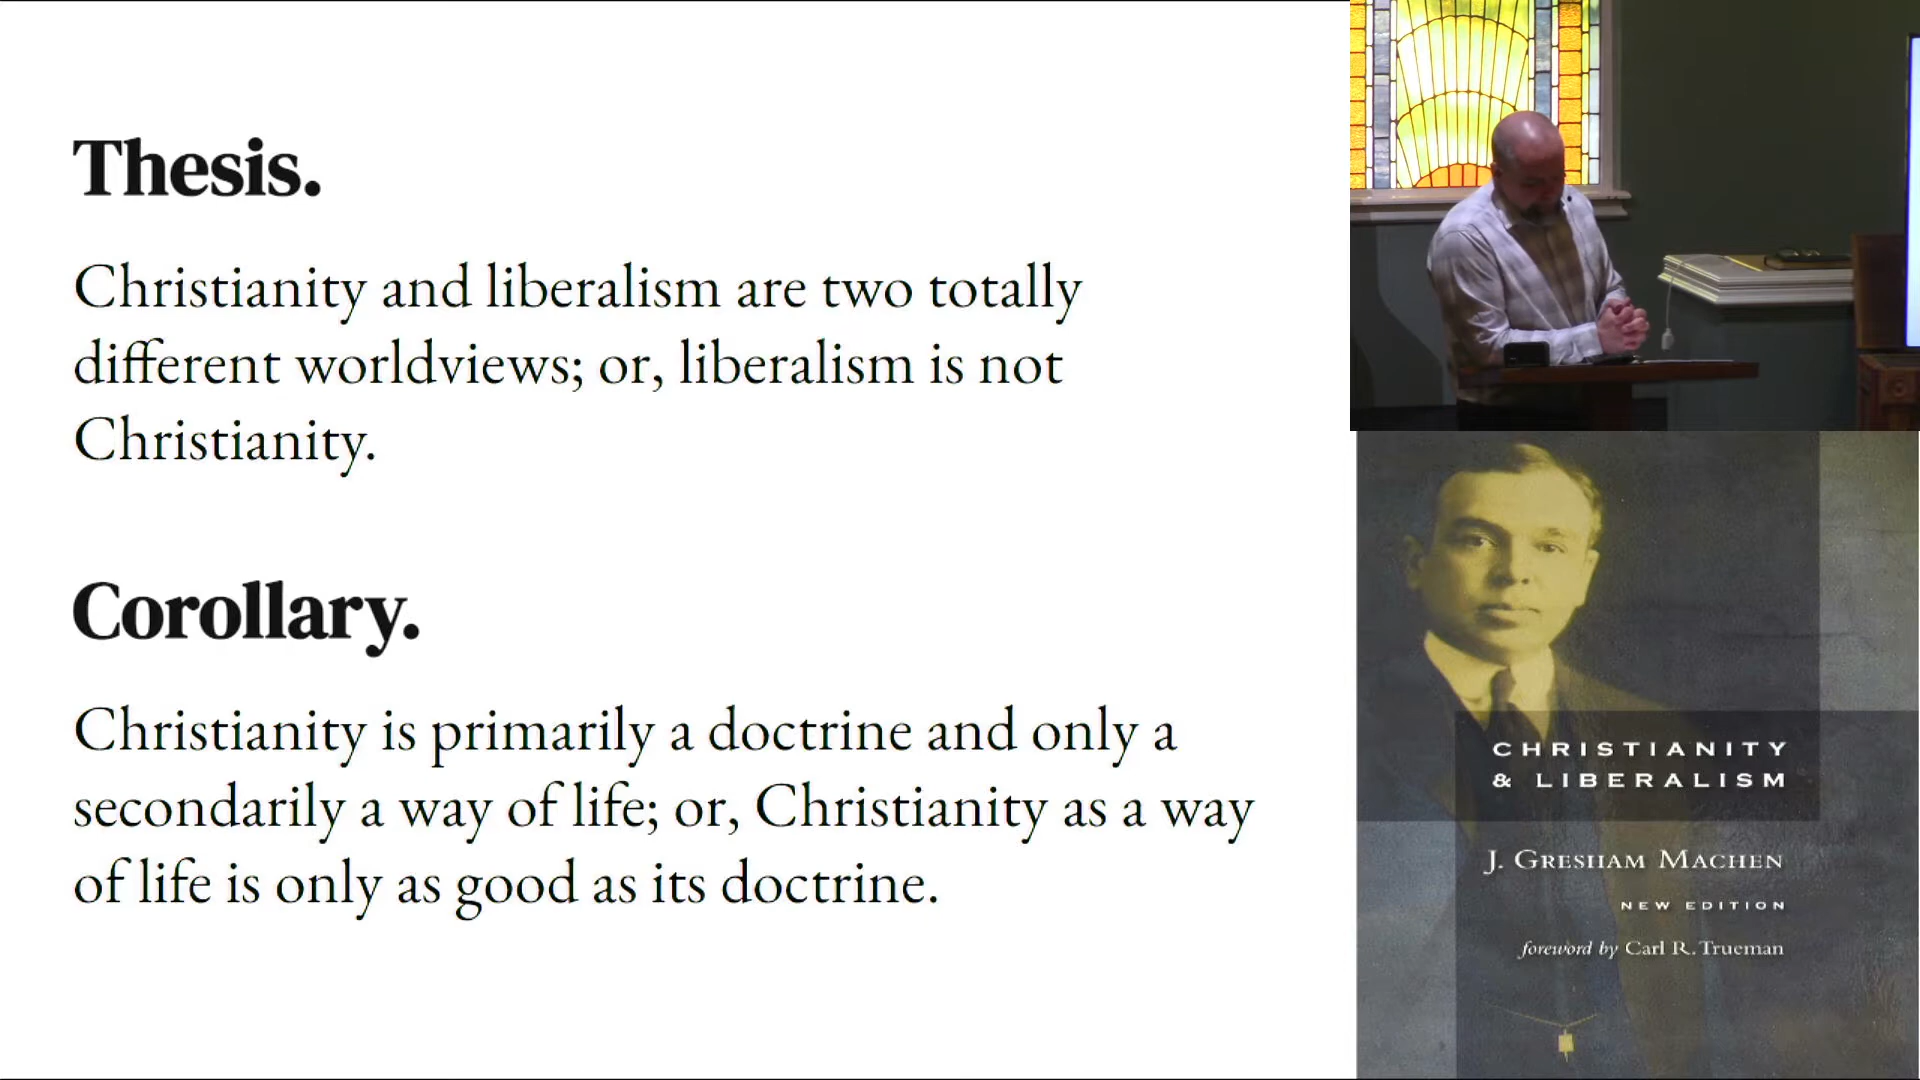 Thesis.
Christianity and liberalism are two totally
different worldviews; or, liberalism is not
Christianity.
Corollary.
Christianity is primarily a doctrine and only a
secondarily a way of life; or, Christianity as a way
of life is only as good as its doctrine.
CHRISTIANITY
& LIBERALISM
J. GRESHAM MACHEN
NEW EDITION
foreword by Carl R. Trueman